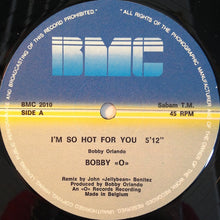 AND BROADCASTING OF THIS RECORD PROHIBITED
ALL RIGHTS OF THE PHONOGRAPHIC MANUFACTURER AND
BMC
BMC 2010
SIDE A
Sabam T.M.
45 RPM
I'M SO HOT FOR YOU 5'12"
Bobby Orlando
BOBBY «O»
Remix by John «Jellybean» Benitez
Produced by Bobby Orlando
An «O» Records Recording
Made in Belgium